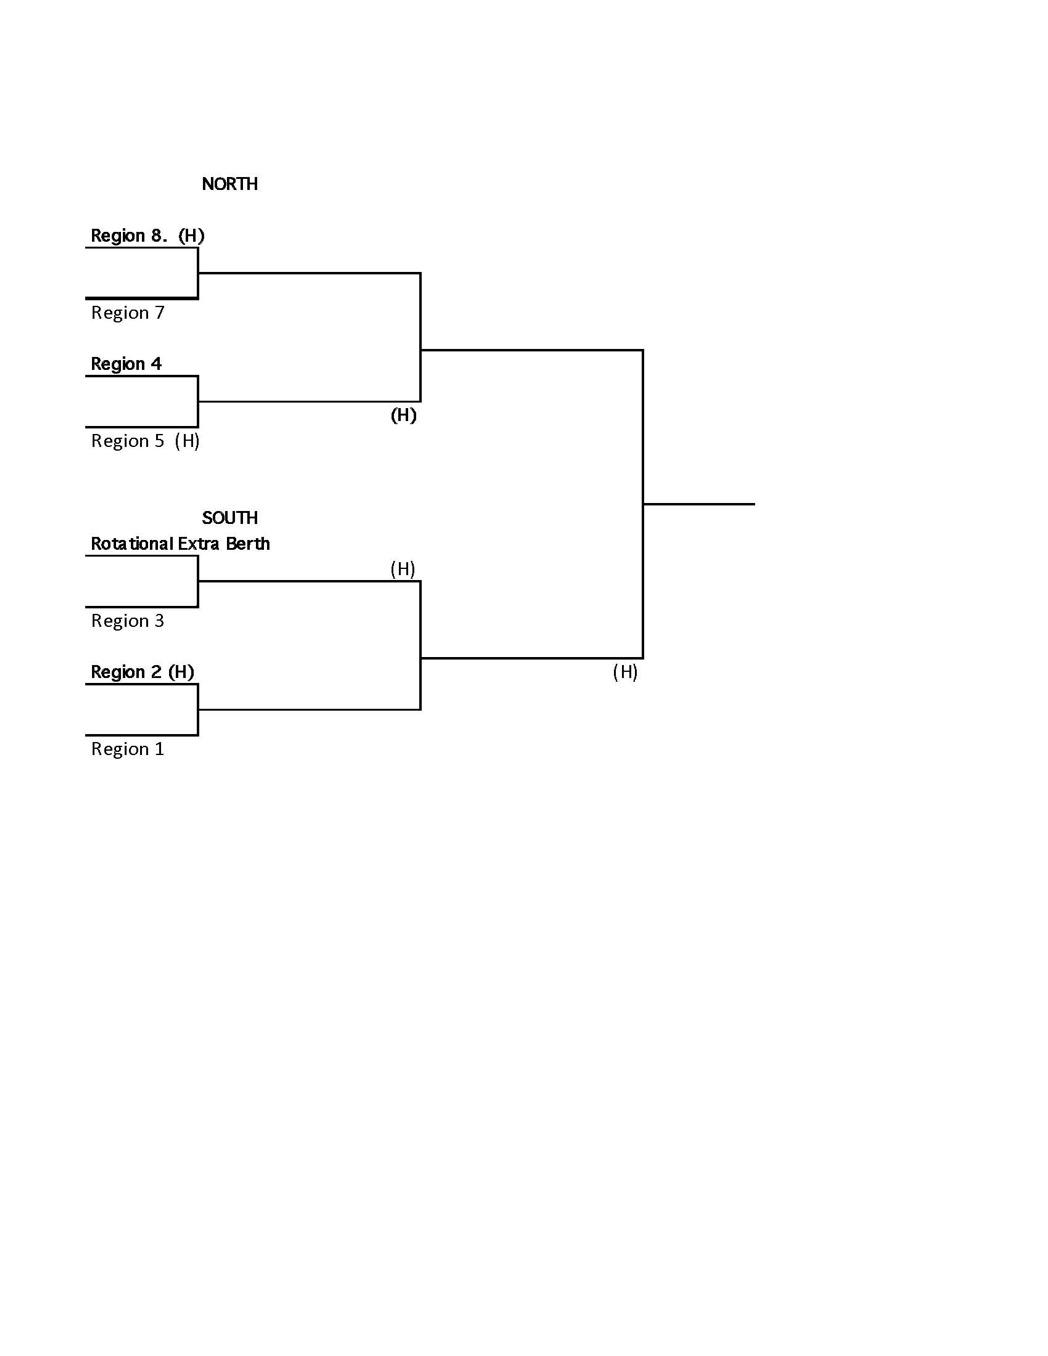 NORTH
Region 8.  (H)
Region 7
Region 4
(H)
Region 5  (H)
SOUTH
Rotational Extra Berth
(H)
Region 3
Region 2 (H)
(H)
Region 1